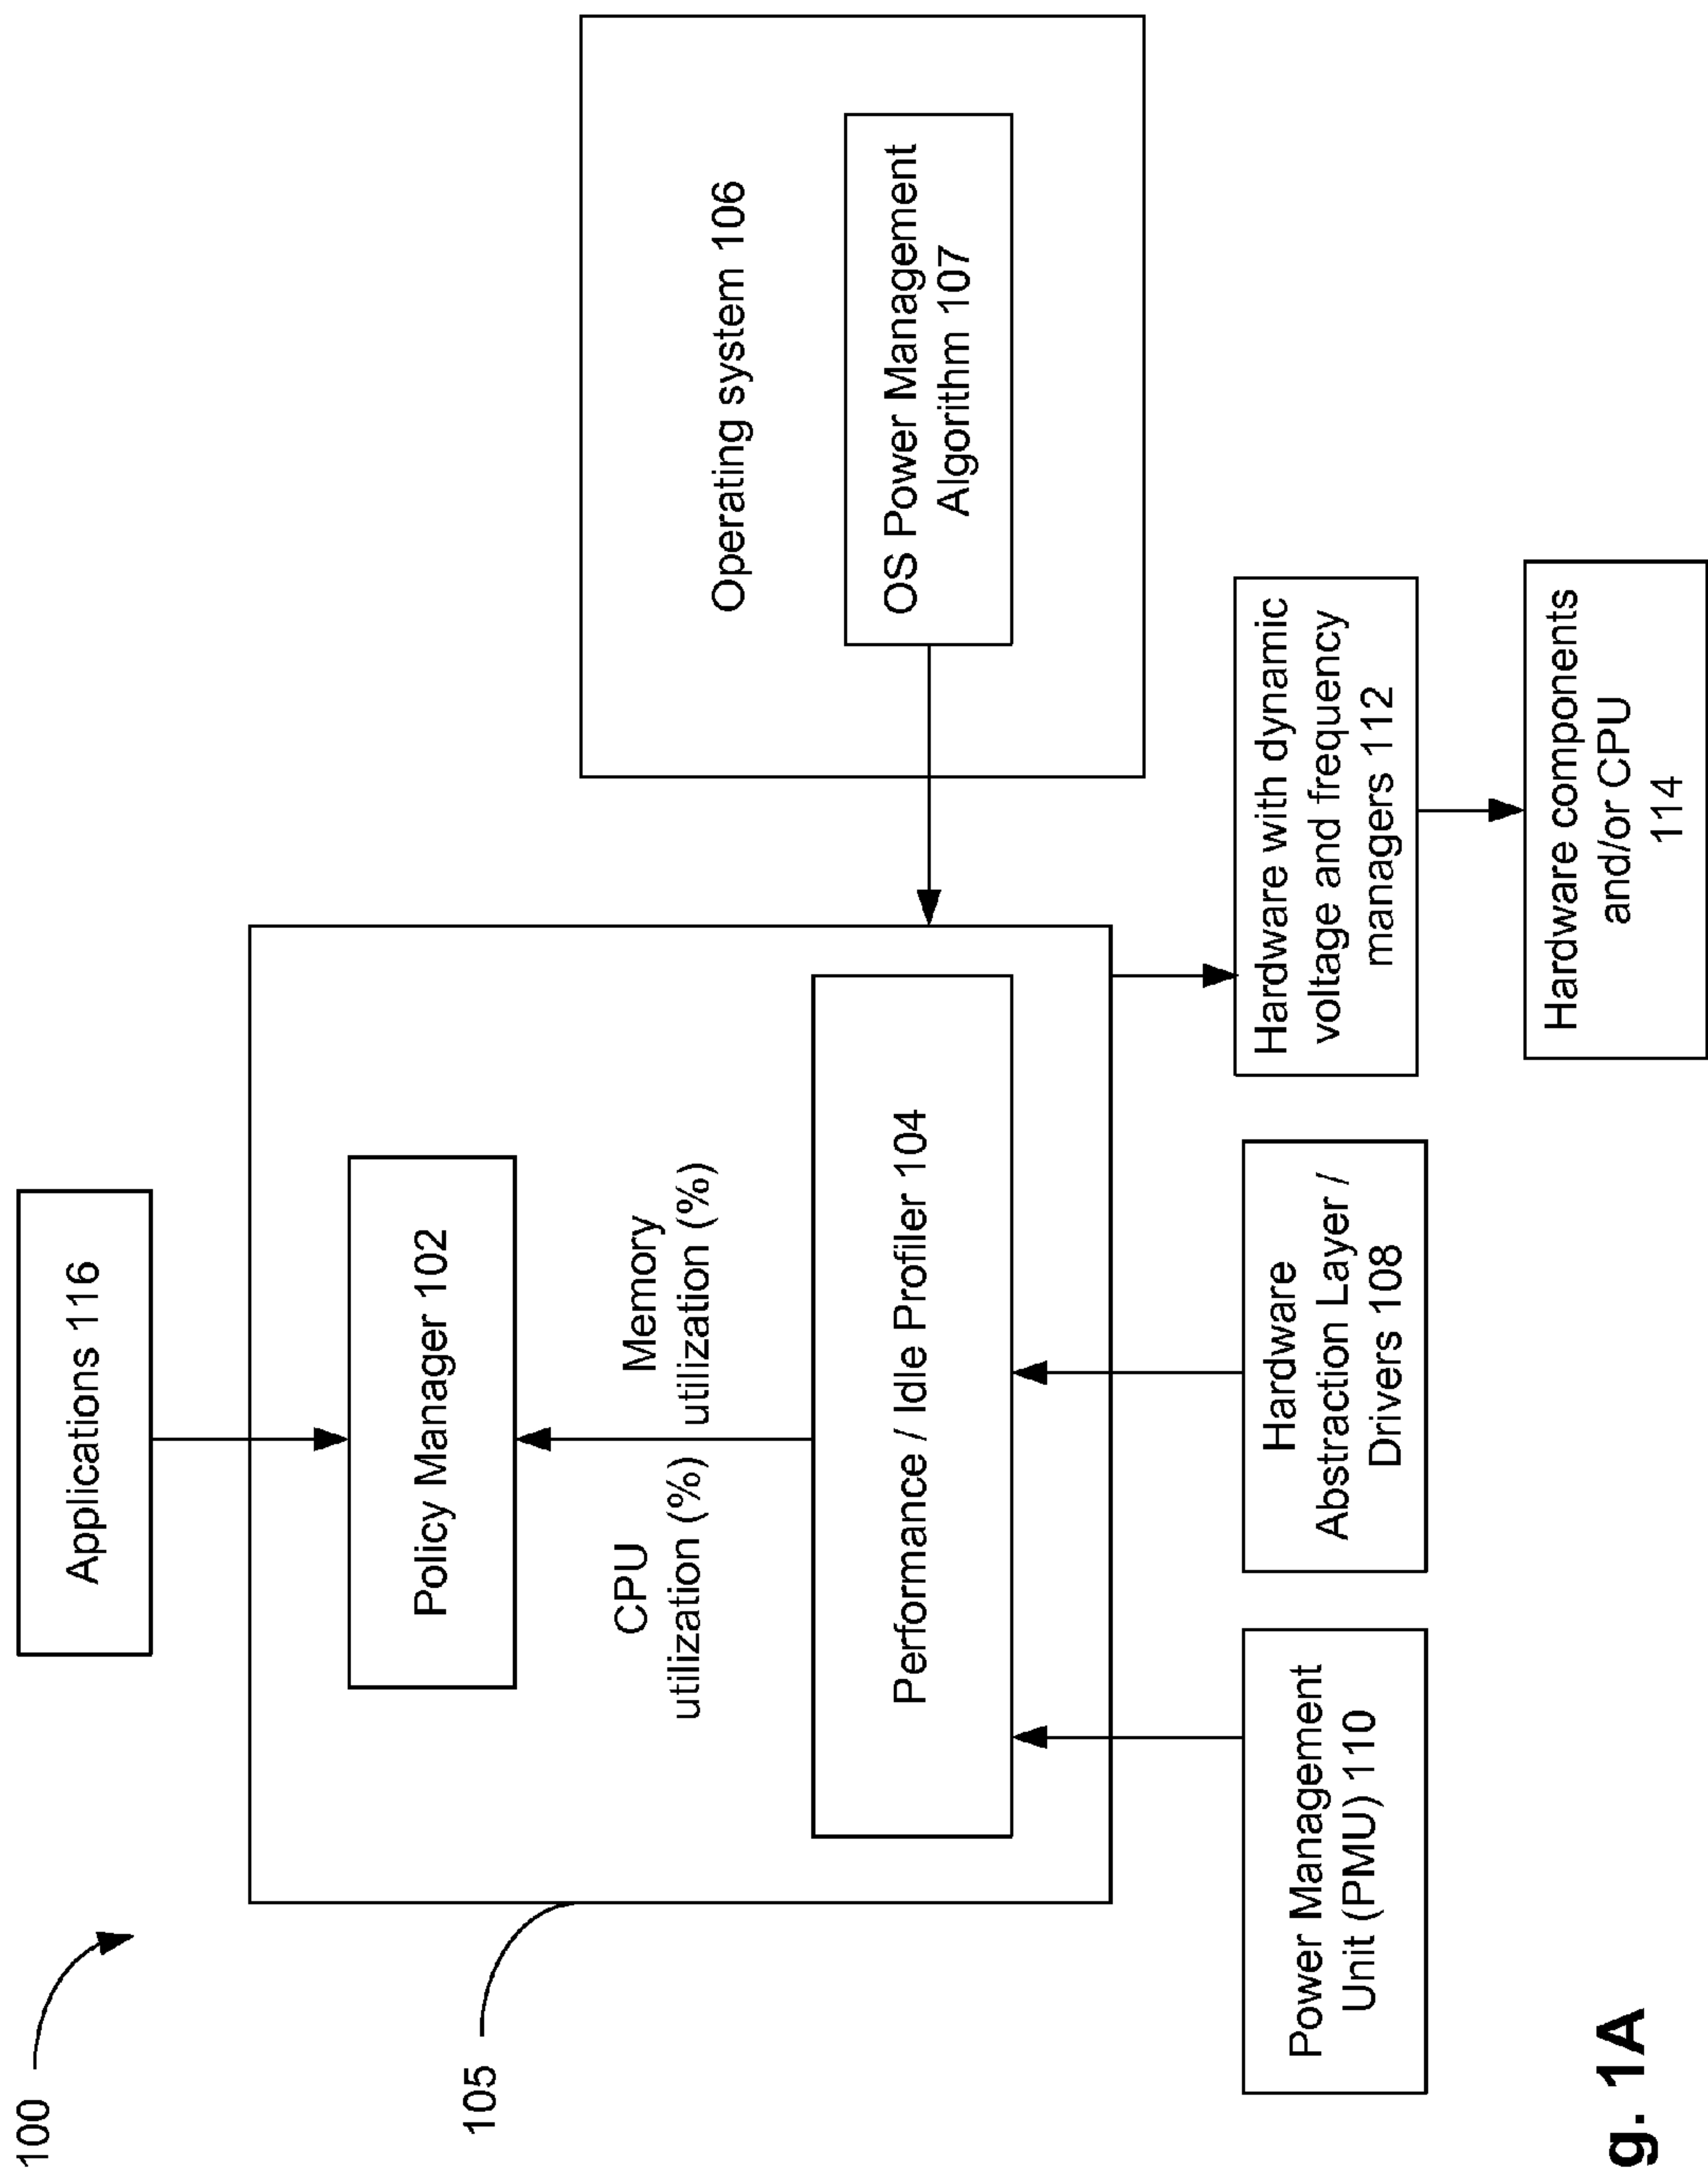 100
Applications 116
105
Policy Manager 102
CPU
utilization (%)
Memory
utilization (%)
Performance / Idle Profiler 104
Operating system 106
OS Power Management
Algorithm 107
Power Management
Unit (PMU) 110
Hardware
Abstraction Layer /
Drivers 108
Hardware with dynamic
voltage and frequency
managers 112
Hardware components
and/or CPU
114
g. 1A